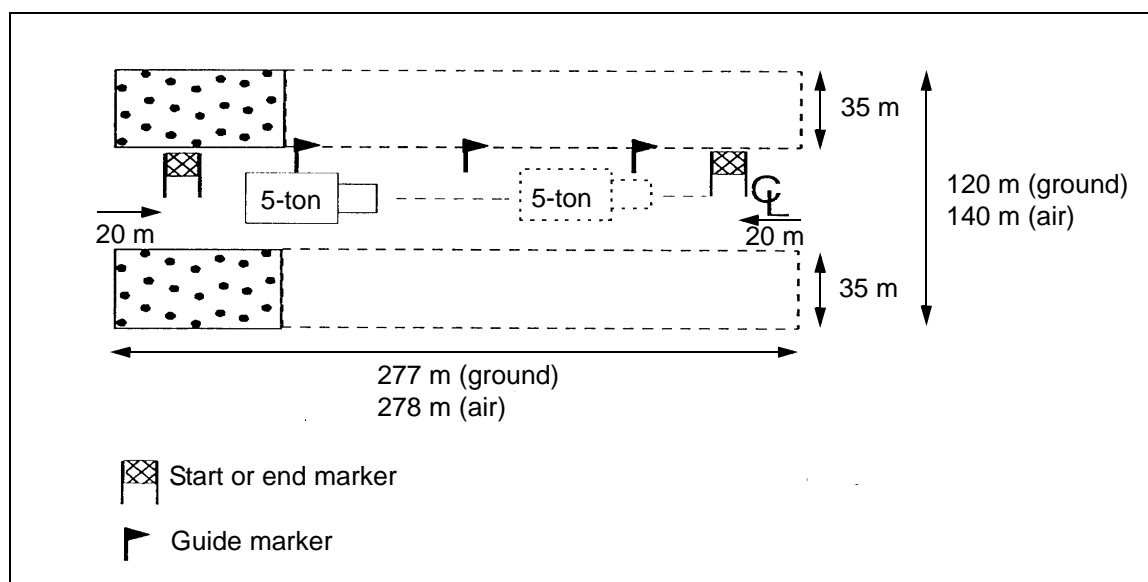 35 m
5-ton
5-ton
CL
120 m (ground)
140 m (air)
20 m
20 m
35 m
277 m (ground)
278 m (air)
Start or end marker
Guide marker